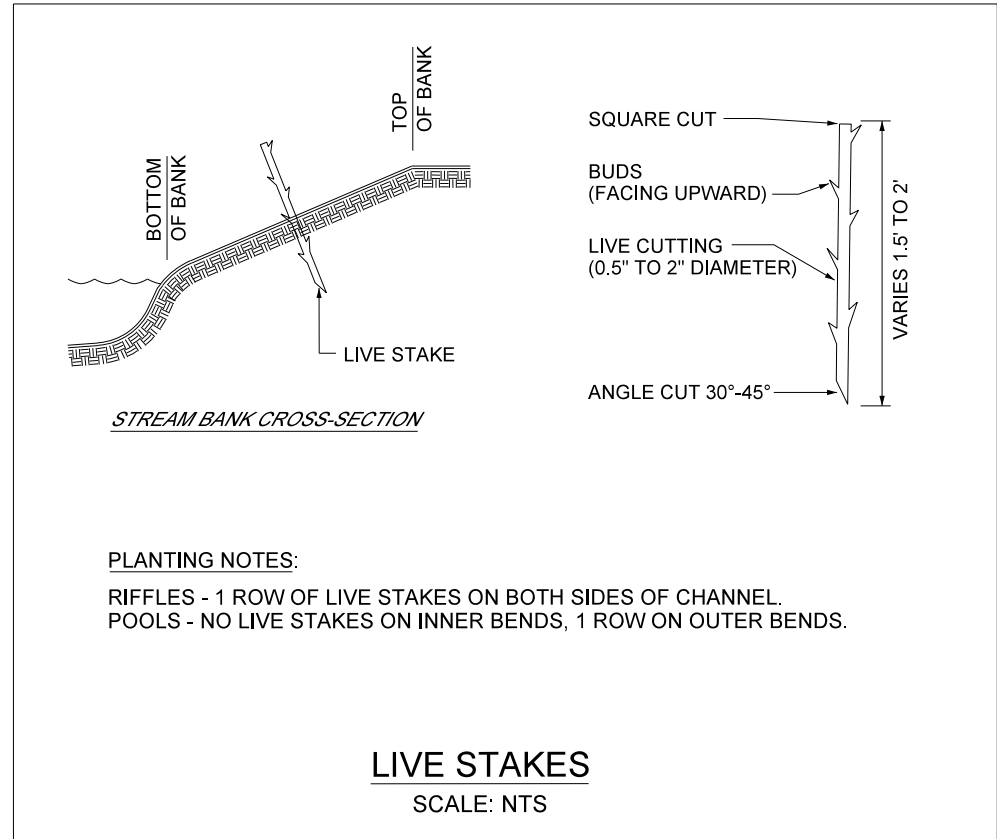 BOTTOM
OF BANK
TOP
OF BANK
LIVE STAKE
STREAM BANK CROSS-SECTION
SQUARE CUT
BUDS
(FACING UPWARD)
LIVE CUTTING
(0.5" TO 2" DIAMETER)
ANGLE CUT 30°-45°
VARIES 1.5' TO 2'
PLANTING NOTES:
RIFFLES - 1 ROW OF LIVE STAKES ON BOTH SIDES OF CHANNEL.
POOLS - NO LIVE STAKES ON INNER BENDS, 1 ROW ON OUTER BENDS.
LIVE STAKES
SCALE: NTS